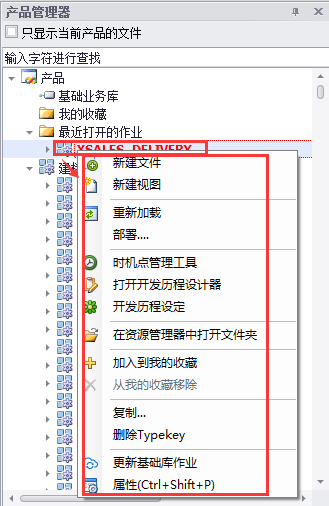 产品管理器
只显示当前产品的文件
输入字符进行查找
产品
基础业务库
我的收藏
最近打开的作业
XSALES_DELIVERY
新建文件
新建视图
重新加载
部署....
时机点管理工具
打开开发历程设计器
开发历程设定
在资源管理器中打开文件夹
加入到我的收藏
从我的收藏移除
复制...
删除Typekey
更新基础库作业
属性(Ctrl+Shift+P)